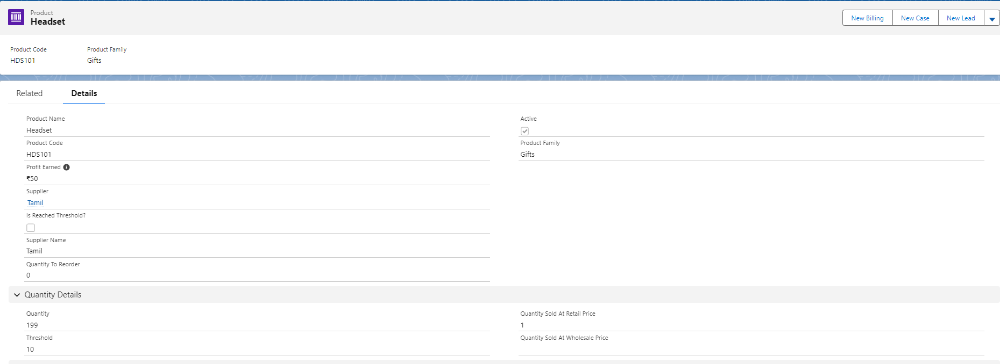 Product
Headset
New Billing
New Case
New Lead
Product Code
Product Family
HDS101
Gifts
Related
Details
Product Name
Headset
Active
Product Code
HDS101
Product Family
Gifts
Profit Earned
₹50
Supplier
Tamil
Is Reached Threshold?
Supplier Name
Tamil
Quantity To Reorder
0
Quantity Details
Quantity
199
Quantity Sold At Retail Price
1
Threshold
10
Quantity Sold At Wholesale Price